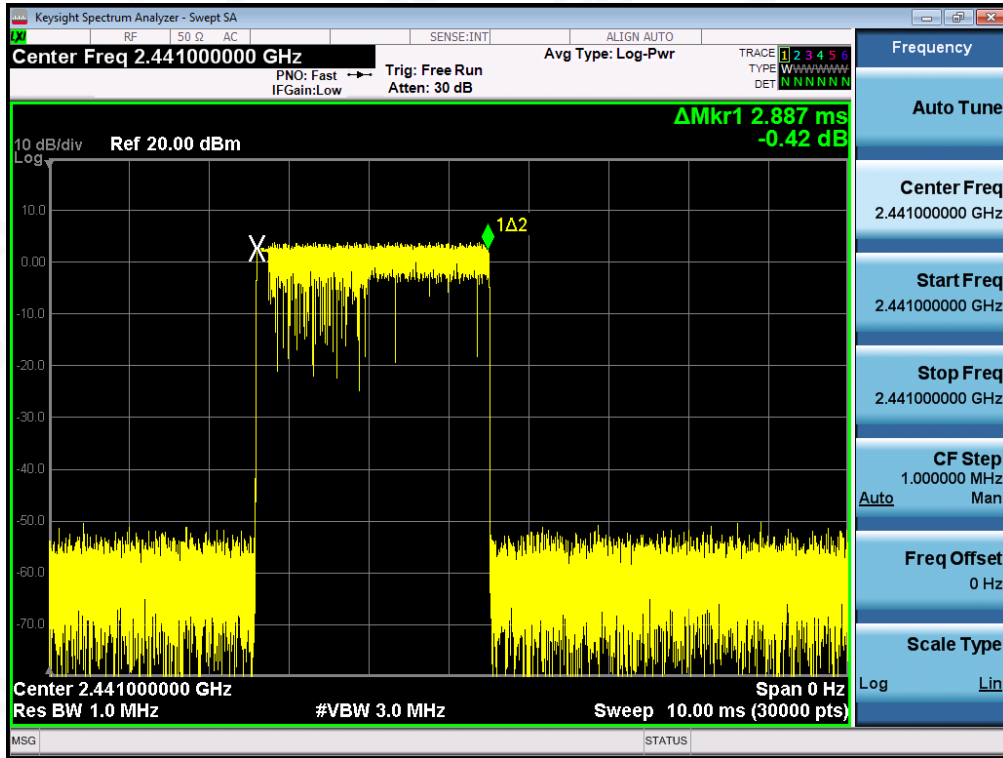 Keysight Spectrum Analyzer - Swept SA
LXI RF 50 Ω AC SENSE:INT ALIGN AUTO
Center Freq 2.441000000 GHz
PNO: Fast
IFGain:Low
Trig: Free Run
Atten: 30 dB
Avg Type: Log-Pwr
TRACE 1 2 3 4 5 6
TYPE WWWWWW
DET N N N N N N
ΔMkr1 2.887 ms
-0.42 dB
10 dB/div Ref 20.00 dBm
Log
10.0
0.00
-10.0
-20.0
-30.0
-40.0
-50.0
-60.0
-70.0
X
1Δ2
Center 2.441000000 GHz Span 0 Hz
Res BW 1.0 MHz #VBW 3.0 MHz Sweep 10.00 ms (30000 pts)
MSG STATUS
Frequency
Auto Tune
Center Freq
2.441000000 GHz
Start Freq
2.441000000 GHz
Stop Freq
2.441000000 GHz
CF Step
1.000000 MHz
Auto Man
Freq Offset
0 Hz
Scale Type
Log Lin